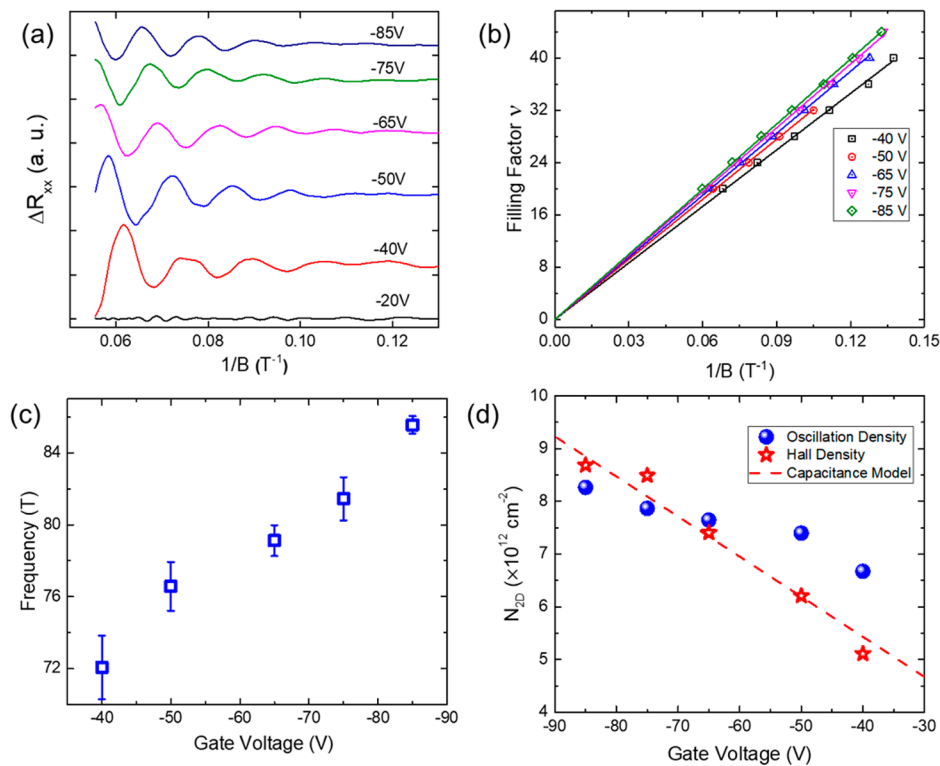 (a)
-85V
-75V
-65V
-50V
-40V
-20V
ΔRxx (a. u.)
0.06 0.08 0.10 0.12
1/B (T-1)
(b)
40
32
24
16
8
0
Filling Factor ν
-40 V
-50 V
-65 V
-75 V
-85 V
0.00 0.03 0.06 0.09 0.12 0.15
1/B (T-1)
(c)
84
80
76
72
Frequency (T)
-40 -50 -60 -70 -80 -90
Gate Voltage (V)
(d)
10
9
8
7
6
5
4
N2D (×10^12 cm-2)
Oscillation Density
Hall Density
Capacitance Model
-90 -80 -70 -60 -50 -40 -30
Gate Voltage (V)